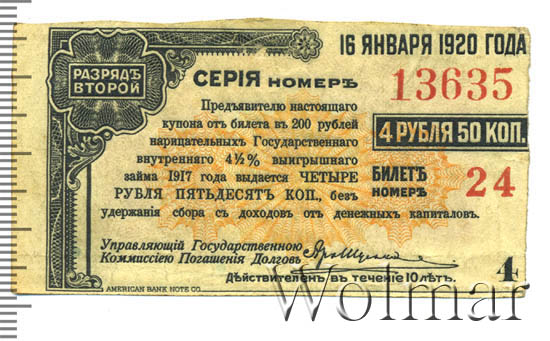 16 ЯНВАРЯ 1920 ГОДА
РАЗРЯДЪ
ВТОРОЙ
СЕРІЯ НОМЕРЪ 13635
Предъявителю настоящаго
купона отъ билета въ 200 рублей
нарицательныхъ Государственнаго
внутренняго 4½% выигрышнаго
займа 1917 года выдается ЧЕТЫРЕ
РУБЛЯ ПЯТЬДЕСЯТЪ КОП., безъ
удержанія сбора съ доходовъ отъ денежныхъ капиталовъ.
4 РУБЛЯ 50 КОП.
БИЛЕТЪ
НОМЕРЪ 24
Управляющій Государственною
Коммиссіею Погашенія Долговъ
Дѣйствителенъ въ теченіе 10 лѣтъ.
4
AMERICAN BANK NOTE CO.
Wolmar